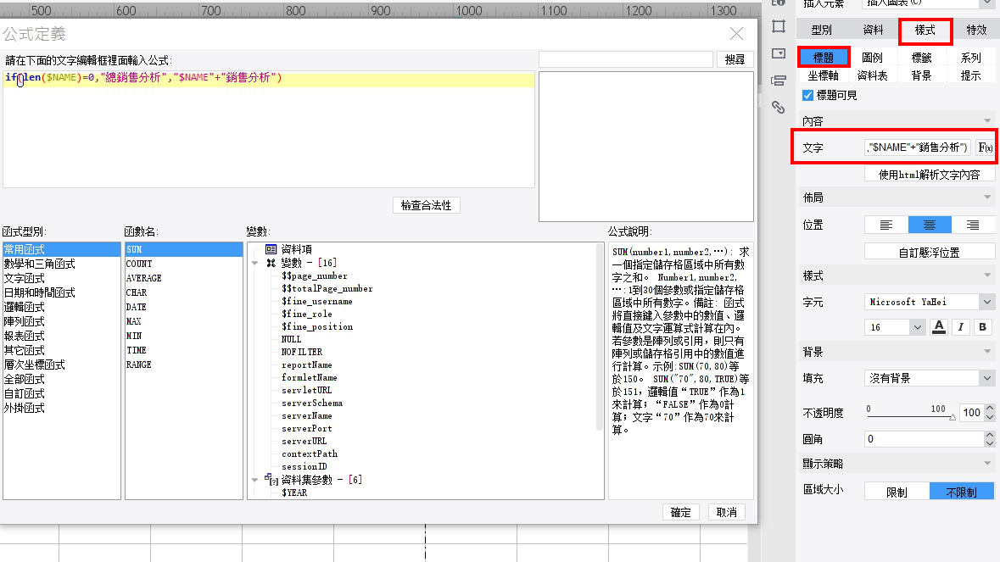 500 600 700 800 900 1000 1100 1200 1300
公式定義
請在下面的文字編輯框裡面輸入公式:
搜尋
if(len($NAME)=0,"總銷售分析","$NAME"+"銷售分析")
檢查合法性
函式型別:
常用函式
數學和三角函式
文字函式
日期和時間函式
邏輯函式
陣列函式
報表函式
其它函式
層次坐標函式
全部函式
自訂函式
外掛函式
函數名:
SUM
COUNT
AVERAGE
CHAR
DATE
MAX
MIN
TIME
RANGE
變數:
資料項
變數 - [16]
$$page_number
$$totalPage_number
$fine_username
$fine_role
$fine_position
NULL
NOFILTER
reportName
formletName
servletURL
serverSchema
serverName
serverPort
serverURL
contextPath
sessionID
資料集參數 - [6]
$YEAR
公式說明:
SUM(number1,number2,…): 求
一個指定儲存格區域中所有數
字之和。 Number1,number2,
…:1到30個參數或指定儲存格
區域中所有數字。備註: 函式
將直接鍵入參數中的數值、邏
輯值及文字運算式計算在內。
若參數是陣列或引用，則只有
陣列或儲存格引用中的數值進
行計算。示例:SUM(70,80)等
於150。 SUM("70",80,TRUE)等
於151，邏輯值“TRUE”作為1
來計算；“FALSE”作為0計
算；文字“70”作為70來計
算。
確定 取消
插入元素 插入圖表(C)
型別 資料 樣式 特效
標題 圖例 標籤 系列
坐標軸 資料表 背景 提示
標題可見
內容
文字 ,"$NAME"+"銷售分析") F(x)
使用html解析文字內容
佈局
位置
自訂懸浮位置
樣式
字元 Microsoft YaHei
16 A I B
背景
填充 沒有背景
不透明度 0 100 100
圓角 0
顯示策略
區域大小 限制 不限制